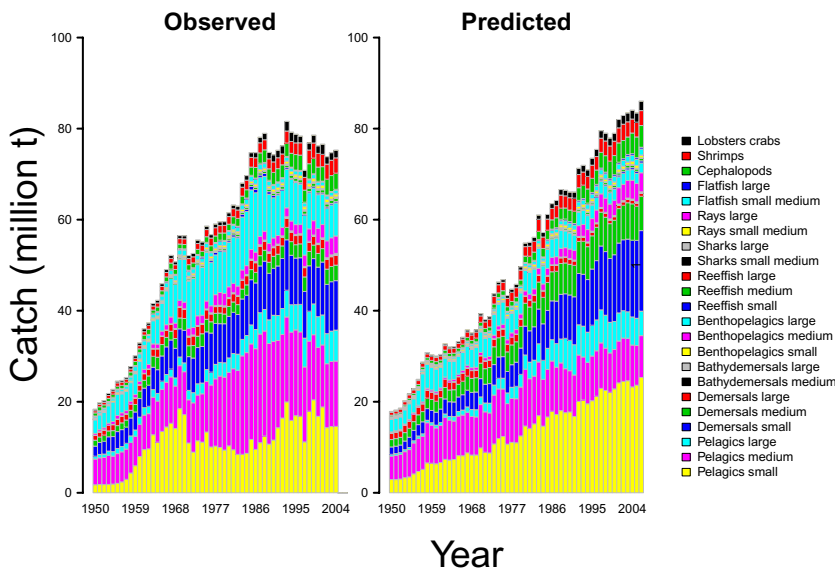 Observed
Predicted
Catch (million t)
100
80
60
40
20
0
1950 1959 1968 1977 1986 1995 2004
100
80
60
40
20
0
1950 1959 1968 1977 1986 1995 2004
Year
Lobsters crabs
Shrimps
Cephalopods
Flatfish large
Flatfish small medium
Rays large
Rays small medium
Sharks large
Sharks small medium
Reeffish large
Reeffish medium
Reeffish small
Benthopelagics large
Benthopelagics medium
Benthopelagics small
Bathydemersals large
Bathydemersals medium
Demersals large
Demersals medium
Demersals small
Pelagics large
Pelagics medium
Pelagics small